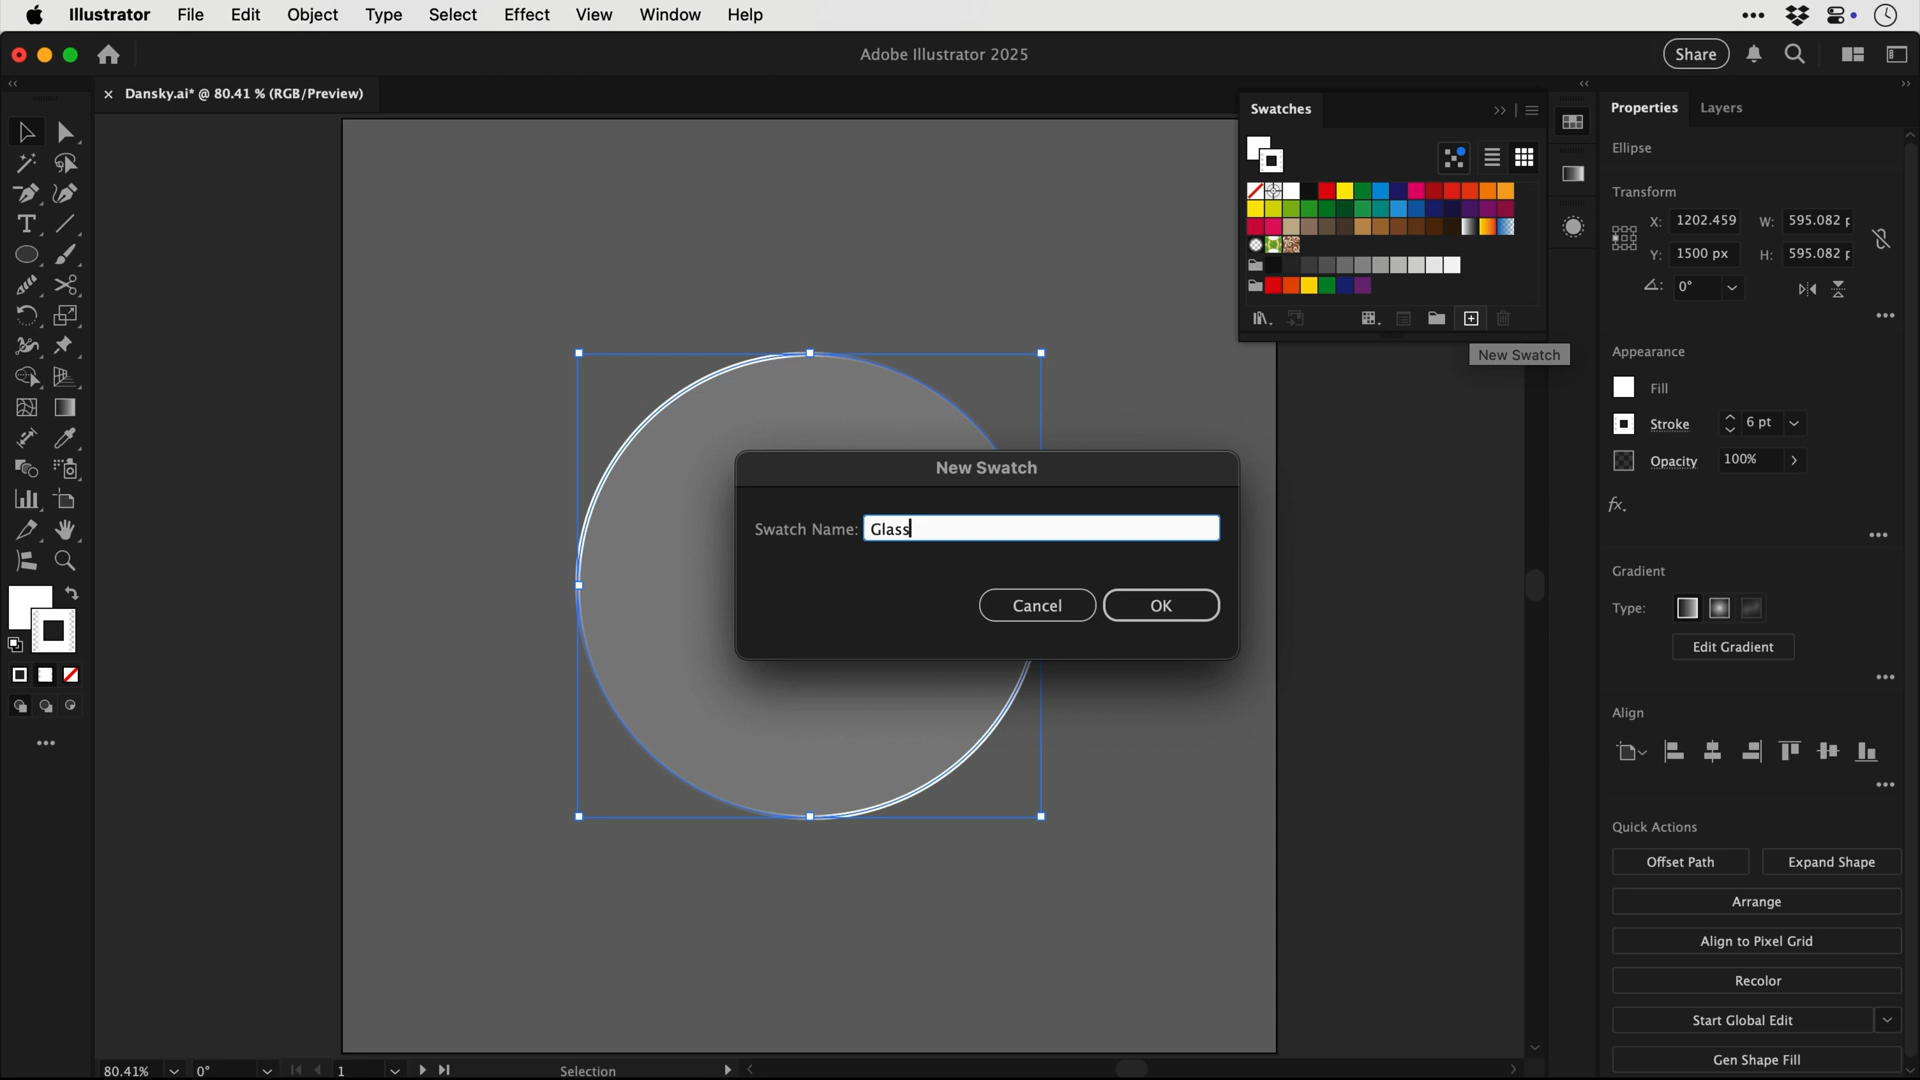 Illustrator File Edit Object Type Select Effect View Window Help
Adobe Illustrator 2025
Share
Dansky.ai* @ 80.41 % (RGB/Preview)
Swatches
New Swatch
Properties Layers
Ellipse
Transform
X: 1202.459 W: 595.082 p
Y: 1500 px H: 595.082 p
0°
Appearance
Fill
Stroke 6 pt
Opacity 100%
fx.
New Swatch
Swatch Name: Glass
Cancel OK
Gradient
Type:
Edit Gradient
Align
Quick Actions
Offset Path Expand Shape
Arrange
Align to Pixel Grid
Recolor
Start Global Edit
Gen Shape Fill
80.41% 0° 1 Selection